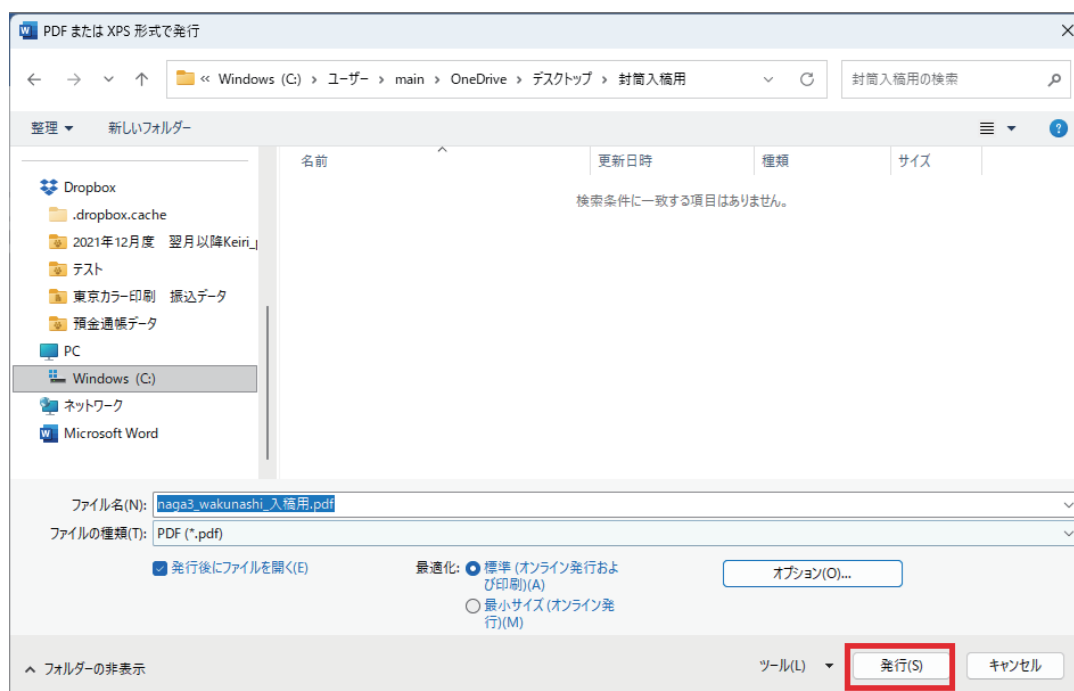 PDF または XPS 形式で発行
« Windows (C:) › ユーザー › main › OneDrive › デスクトップ › 封筒入稿用
封筒入稿用の検索
整理
新しいフォルダー
名前
更新日時
種類
サイズ
検索条件に一致する項目はありません。
Dropbox
.dropbox.cache
2021年12月度 翌月以降Keiri_
テスト
東京カラー印刷 振込データ
預金通帳データ
PC
Windows (C:)
ネットワーク
Microsoft Word
ファイル名(N): naga3_wakunashi_入稿用.pdf
ファイルの種類(T): PDF (*.pdf)
発行後にファイルを開く(E)
最適化:
標準 (オンライン発行およ
び印刷)(A)
最小サイズ (オンライン発
行)(M)
オプション(O)...
フォルダーの非表示
ツール(L)
発行(S)
キャンセル